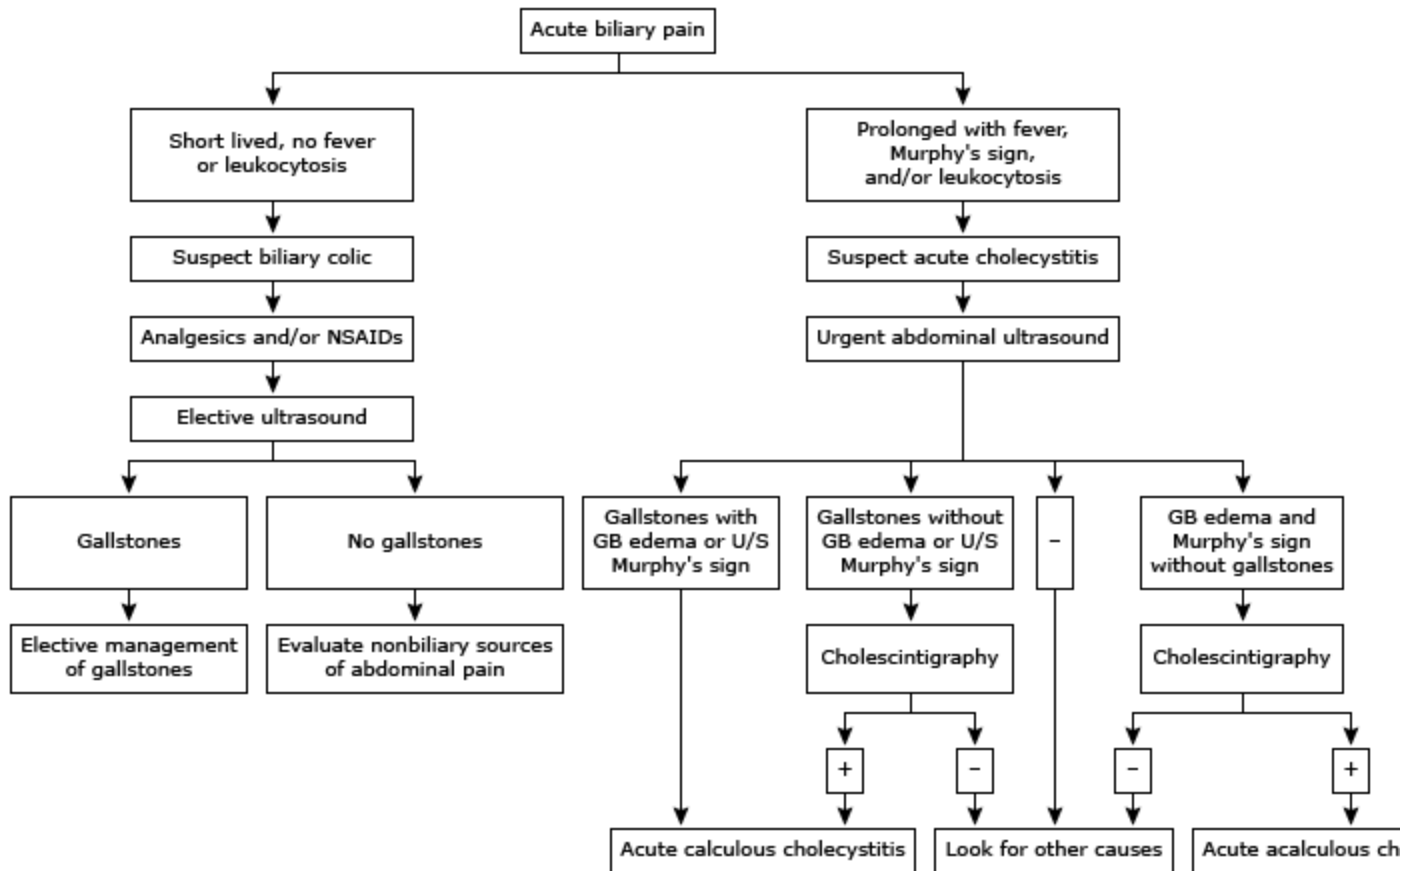 Acute biliary pain
Short lived, no fever
or leukocytosis
Prolonged with fever,
Murphy's sign,
and/or leukocytosis
Suspect biliary colic
Suspect acute cholecystitis
Analgesics and/or NSAIDs
Urgent abdominal ultrasound
Elective ultrasound
Gallstones
No gallstones
Gallstones with
GB edema or U/S
Murphy's sign
Gallstones without
GB edema or U/S
Murphy's sign
–
GB edema and
Murphy's sign
without gallstones
Elective management
of gallstones
Evaluate nonbiliary sources
of abdominal pain
Cholescintigraphy
Cholescintigraphy
+
–
–
+
Acute calculous cholecystitis
Look for other causes
Acute acalculous